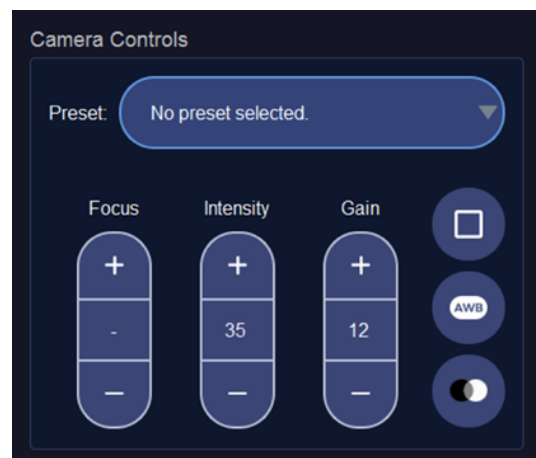 Camera Controls
Preset: No preset selected.
Focus Intensity Gain
+ + +
AWB
- 35 12
− − −